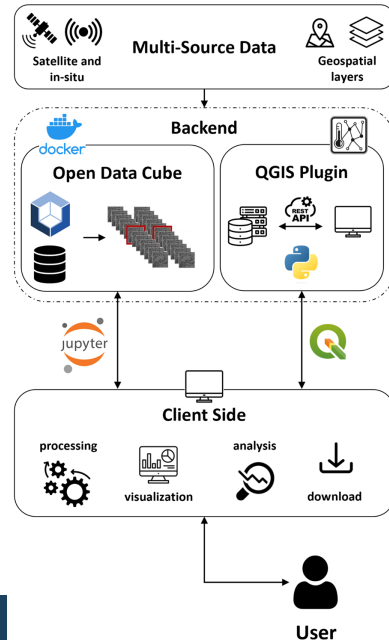 Multi-Source Data
Satellite and
in-situ
Geospatial
layers
Backend
docker
Open Data Cube
QGIS Plugin
REST
API
jupyter
Client Side
processing
analysis
visualization
download
User